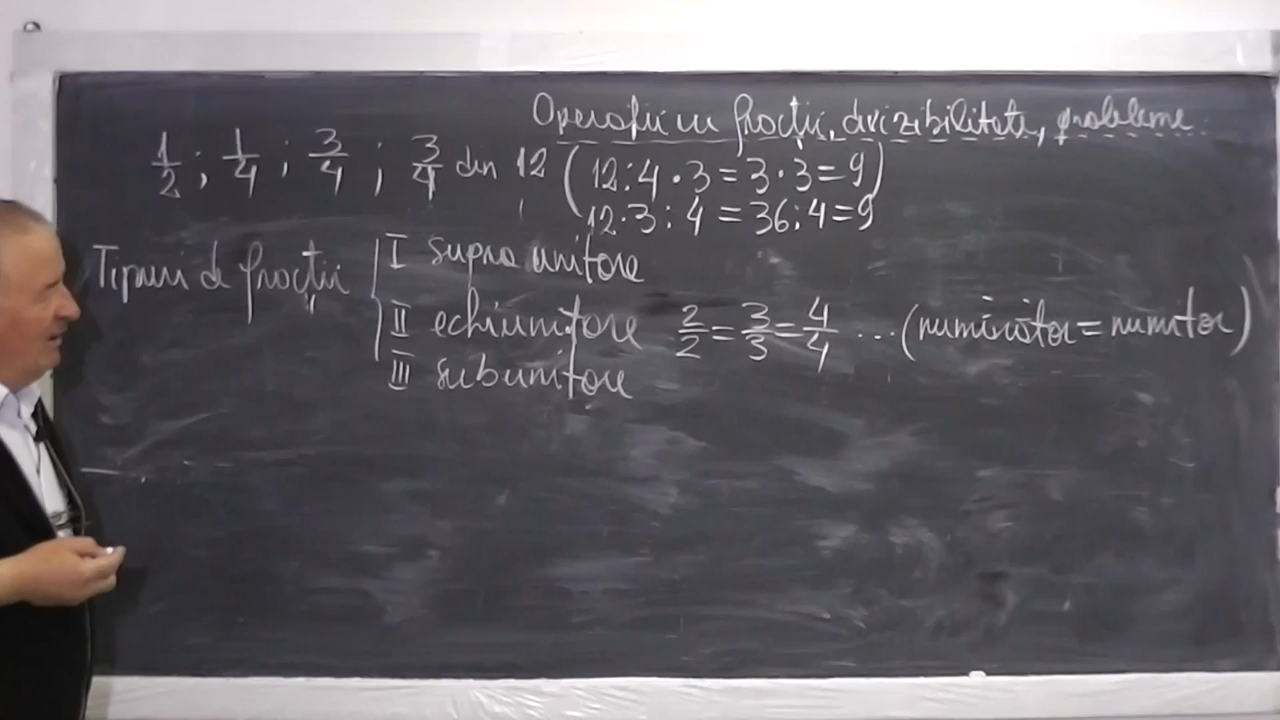 Operații cu fracții, divizibilitate, probleme.
1/2 ; 1/4 ; 3/4 ; 3/4 din 12 (12:4·3=3·3=9)
12·3:4=36:4=9
Tipuri de fracții
I supraunitare
II echiunitare 2/2=3/3=4/4 ...(numărător=numitor)
III subunitare